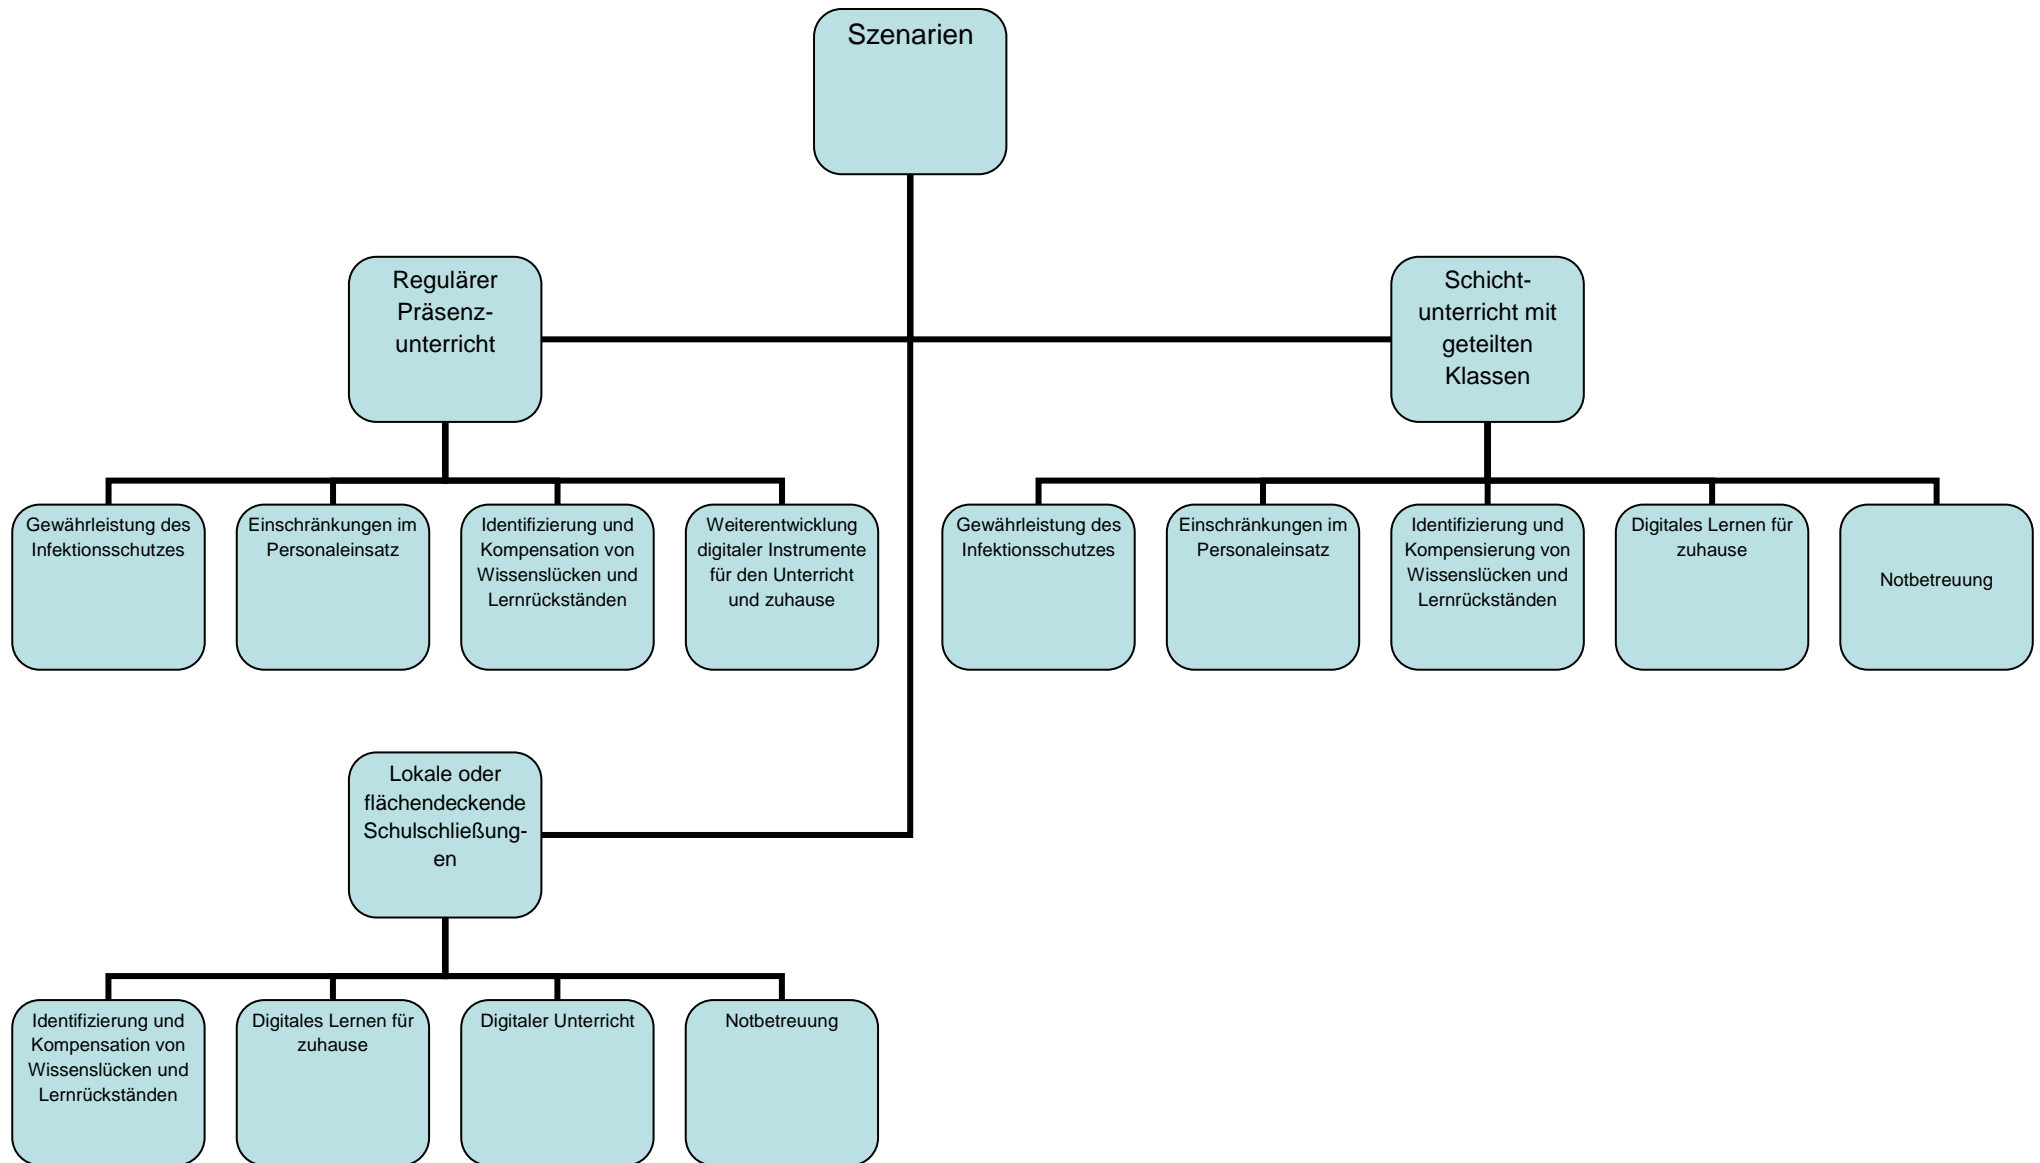 Szenarien
Regulärer
Präsenz-
unterricht
Schicht-
unterricht mit
geteilten
Klassen
Gewährleistung des
Infektionsschutzes
Einschränkungen im
Personaleinsatz
Identifizierung und
Kompensation von
Wissenslücken und
Lernrückständen
Weiterentwicklung
digitaler Instrumente
für den Unterricht
und zuhause
Gewährleistung des
Infektionsschutzes
Einschränkungen im
Personaleinsatz
Identifizierung und
Kompensierung von
Wissenslücken und
Lernrückständen
Digitales Lernen für
zuhause
Notbetreuung
Lokale oder
flächendeckende
Schulschließung-
en
Identifizierung und
Kompensation von
Wissenslücken und
Lernrückständen
Digitales Lernen für
zuhause
Digitaler Unterricht
Notbetreuung